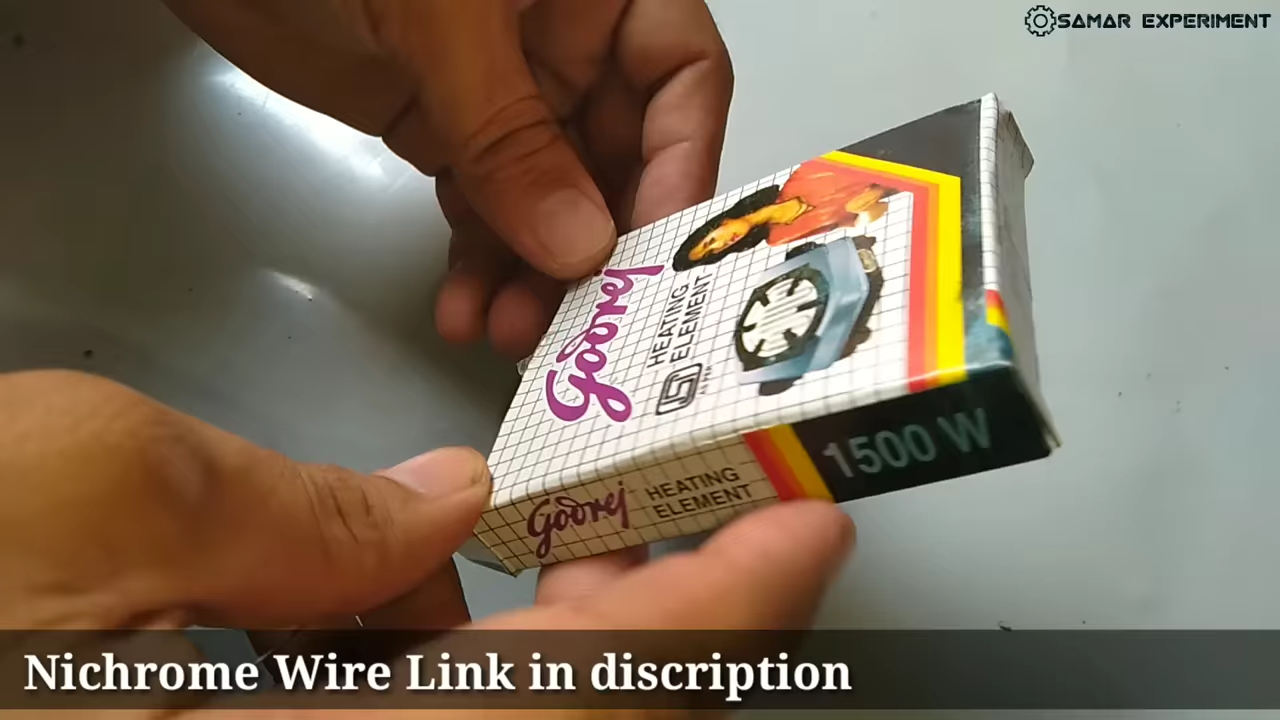 SAMAR EXPERIMENT
Godrej
HEATING
ELEMENT
Godrej
HEATING
ELEMENT
1500 W
Nichrome Wire Link in discription